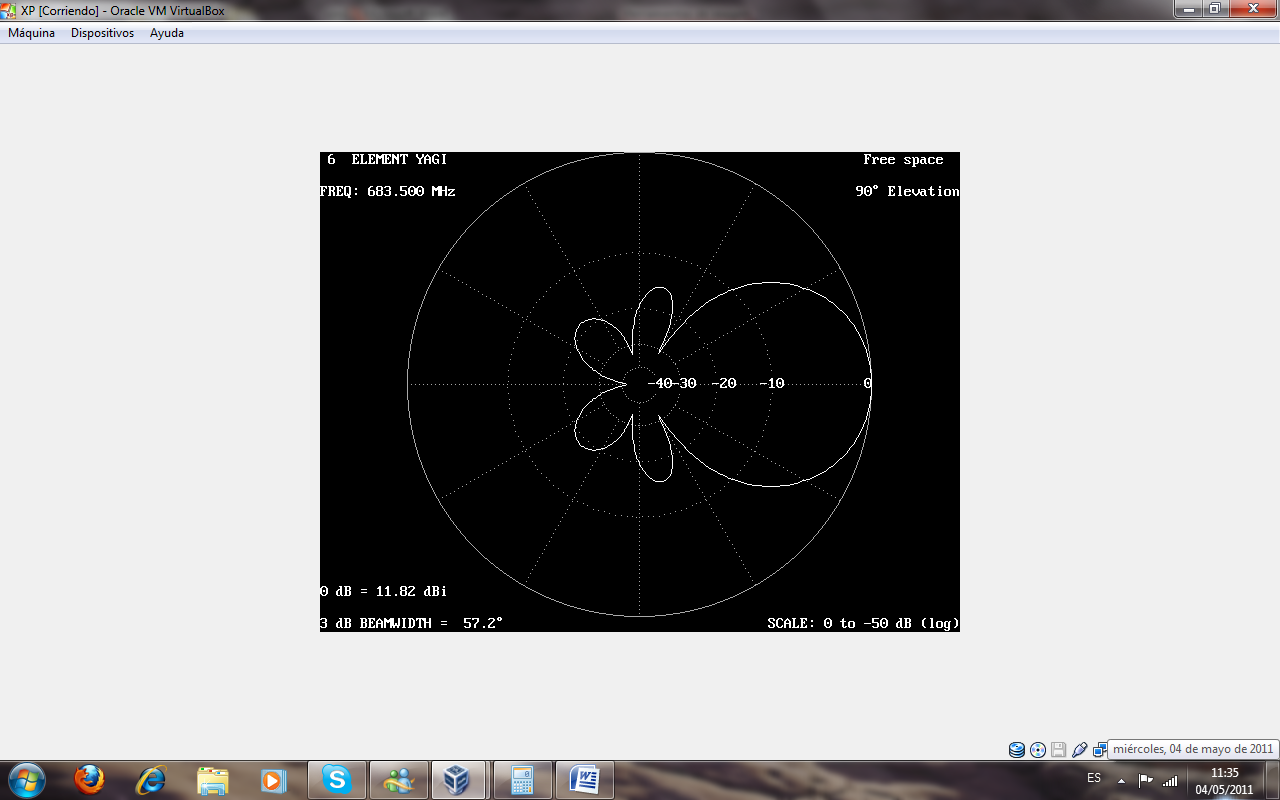 XP [Corriendo] - Oracle VM VirtualBox
Máquina Dispositivos Ayuda
6 ELEMENT YAGI Free space
FREQ: 683.500 MHz 90° Elevation
-40 -30 -20 -10 0
0 dB = 11.82 dBi
3 dB BEAMWIDTH = 57.2° SCALE: 0 to -50 dB (log)
miércoles, 04 de mayo de 2011
ES 11:35
04/05/2011